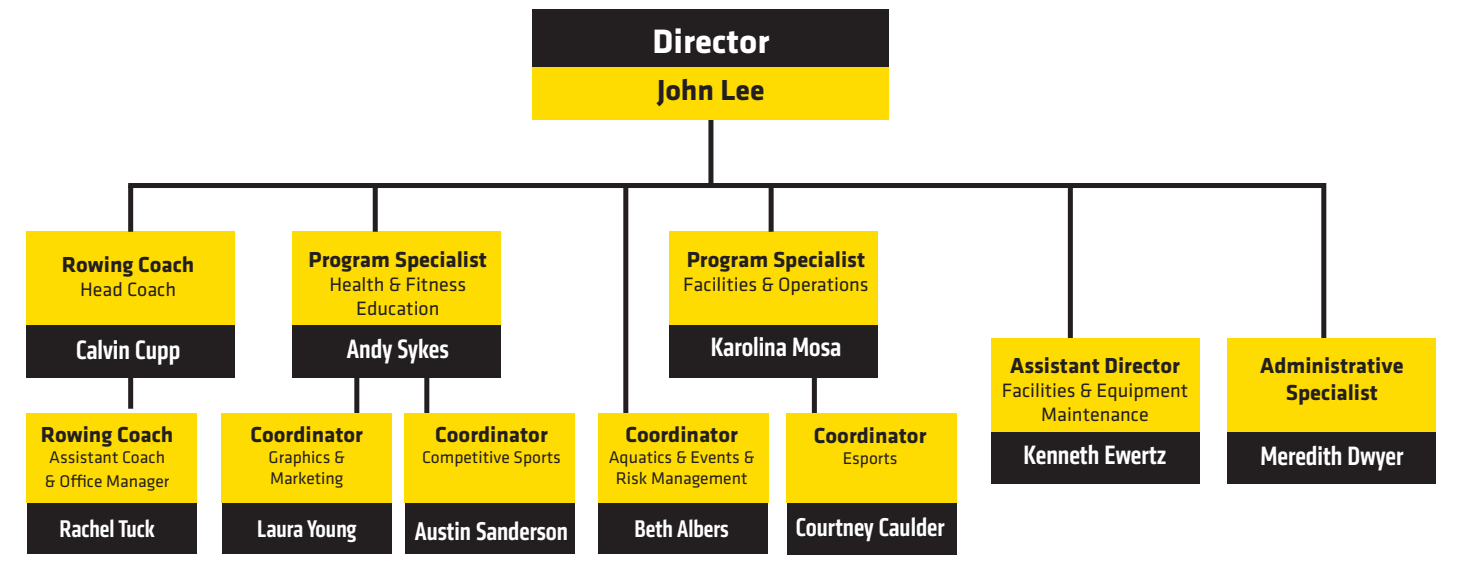 Director
John Lee
Rowing Coach
Head Coach
Calvin Cupp
Program Specialist
Health & Fitness
Education
Andy Sykes
Program Specialist
Facilities & Operations
Karolina Mosa
Assistant Director
Facilities & Equipment
Maintenance
Kenneth Ewertz
Administrative
Specialist
Meredith Dwyer
Rowing Coach
Assistant Coach
& Office Manager
Rachel Tuck
Coordinator
Graphics &
Marketing
Laura Young
Coordinator
Competitive Sports
Austin Sanderson
Coordinator
Aquatics & Events &
Risk Management
Beth Albers
Coordinator
Esports
Courtney Caulder